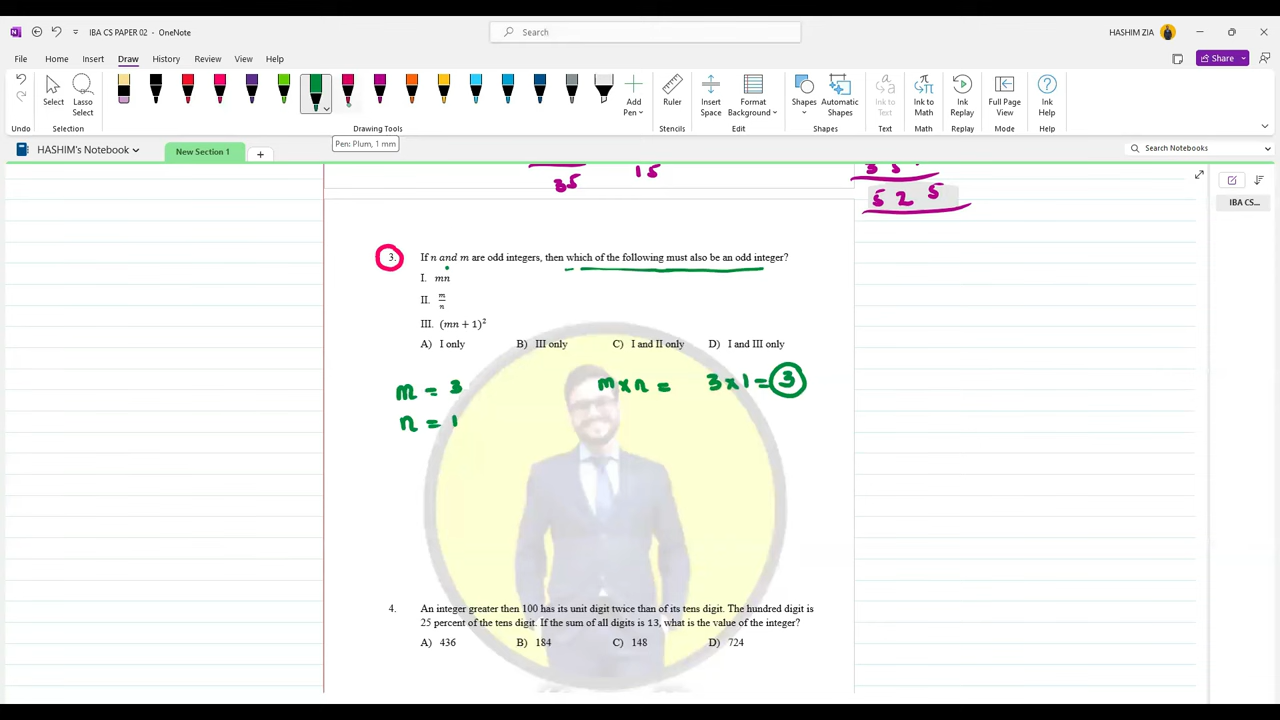 IBA CS PAPER 02 - OneNote
Search
HASHIM ZIA
File Home Insert Draw History Review View Help
Share
Undo
Select
Lasso Select
Selection
Drawing Tools
Add Pen
Ruler
Stencils
Insert Space
Format Background
Edit
Shapes
Automatic Shapes
Shapes
Ink to Text
Text
Ink to Math
Math
Ink Replay
Replay
Full Page View
Mode
Ink Help
Help
Pen: Plum, 1 mm
HASHIM's Notebook
New Section 1
Search Notebooks
IBA CS...
35 15
525
3. If n and m are odd integers, then which of the following must also be an odd integer?
I. mn
II. m/n
III. (mn + 1)²
A) I only B) III only C) I and II only D) I and III only
m = 3 m x n = 3 x 1 = 3
n = 1
4. An integer greater then 100 has its unit digit twice than of its tens digit. The hundred digit is
25 percent of the tens digit. If the sum of all digits is 13, what is the value of the integer?
A) 436 B) 184 C) 148 D) 724